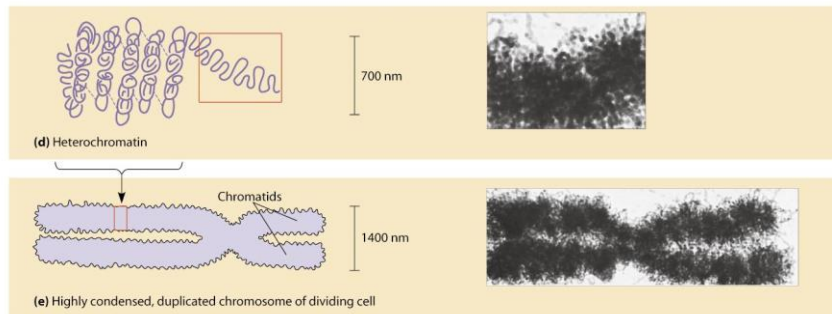 700 nm
(d) Heterochromatin
Chromatids
1400 nm
(e) Highly condensed, duplicated chromosome of dividing cell